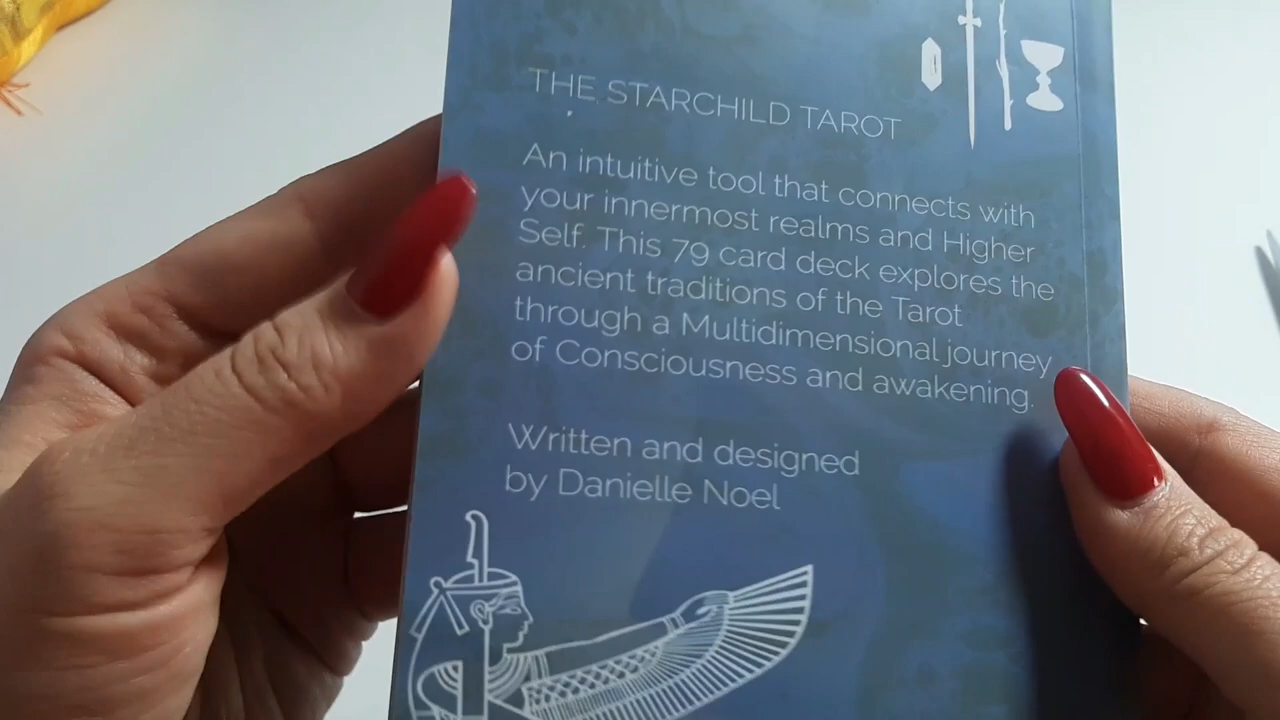 THE STARCHILD TAROT
An intuitive tool that connects with
your innermost realms and Higher
Self. This 79 card deck explores the
ancient traditions of the Tarot
through a Multidimensional journey
of Consciousness and awakening.
Written and designed
by Danielle Noel